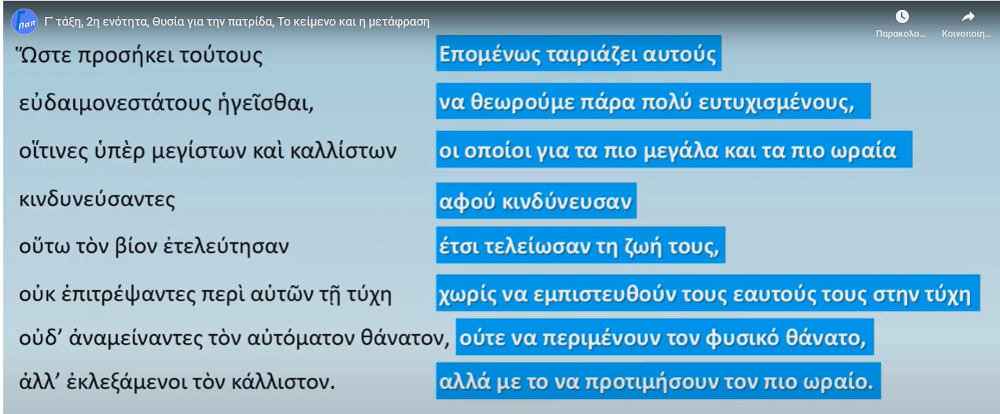 Γπαπ
Γ' τάξη, 2η ενότητα, Θυσία για την πατρίδα, Το κείμενο και η μετάφραση
Παρακολο...
Κοινοποίη...
Ὥστε προσήκει τούτους Επομένως ταιριάζει αυτούς
εὐδαιμονεστάτους ἡγεῖσθαι, να θεωρούμε πάρα πολύ ευτυχισμένους,
οἵτινες ὑπὲρ μεγίστων καὶ καλλίστων οι οποίοι για τα πιο μεγάλα και τα πιο ωραία
κινδυνεύσαντες αφού κινδύνευσαν
οὕτω τὸν βίον ἐτελεύτησαν έτσι τελείωσαν τη ζωή τους,
οὐκ ἐπιτρέψαντες περὶ αὑτῶν τῇ τύχῃ χωρίς να εμπιστευθούν τους εαυτούς τους στην τύχη
οὐδ’ ἀναμείναντες τὸν αὐτόματον θάνατον, ούτε να περιμένουν τον φυσικό θάνατο,
ἀλλ’ ἐκλεξάμενοι τὸν κάλλιστον. αλλά με το να προτιμήσουν τον πιο ωραίο.